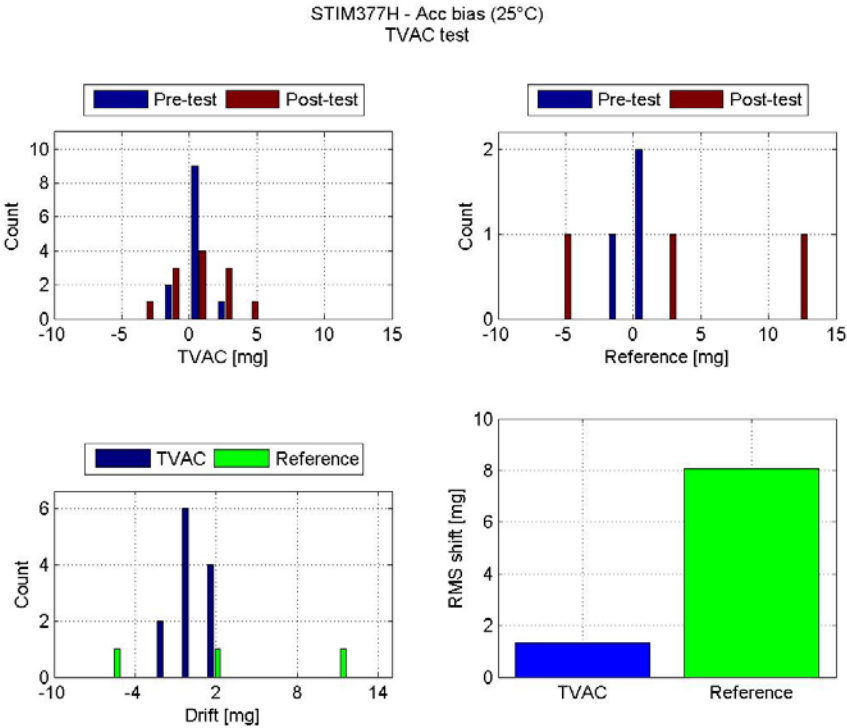 STIM377H - Acc bias (25°C)
TVAC test
Pre-test Post-test
10
8
6
4
2
0
Count
-10 -5 0 5 10 15
TVAC [mg]
Pre-test Post-test
2
1
0
Count
-10 -5 0 5 10 15
Reference [mg]
TVAC Reference
6
4
2
0
Count
-10 -4 2 8 14
Drift [mg]
10
8
6
4
2
0
RMS shift [mg]
TVAC Reference